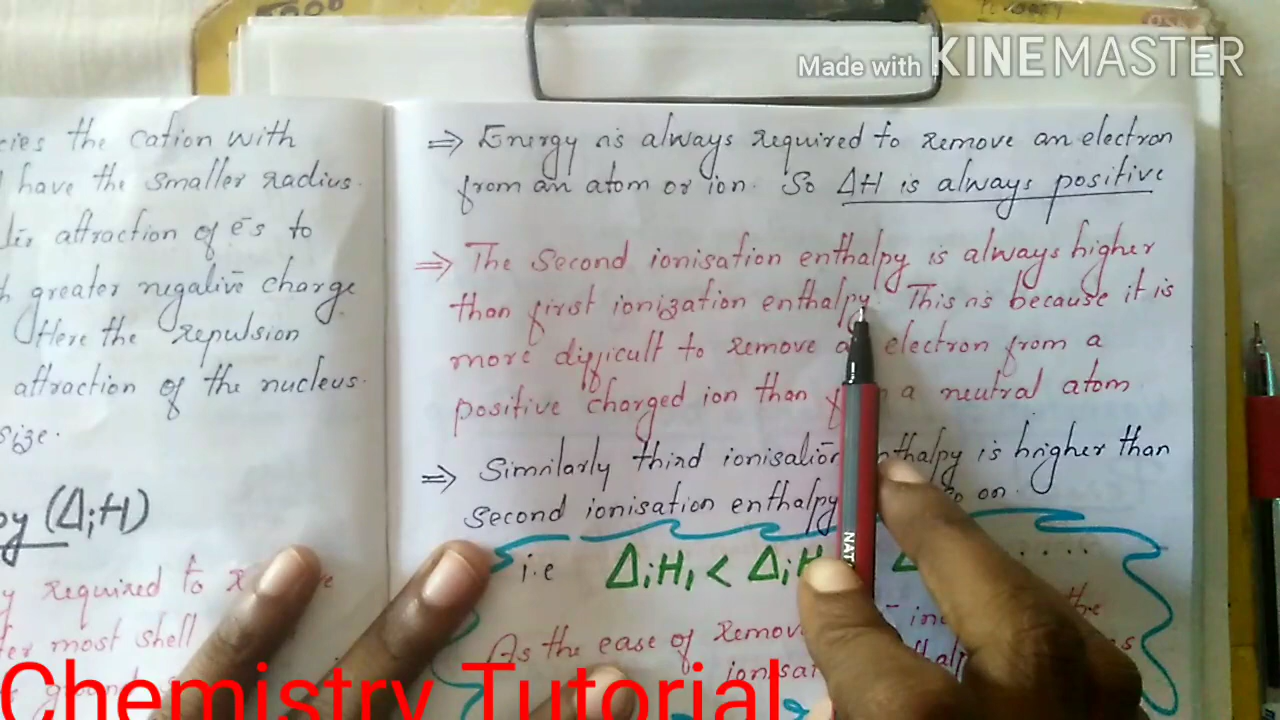 Made with KINEMASTER
cies the cation with
have the smaller radius.
attraction of ēs to
greater negative charge
Here the repulsion
attraction of the nucleus.
size.
py (ΔiH)
y required to
most shell
⇒ Energy is always required to remove an electron
from an atom or ion. So ΔH is always positive
⇒ The Second ionisation enthalpy is always higher
than first ionization enthalpy. This is because it is
more difficult to remove a electron from a
positive charged ion than a neutral atom
⇒ Similarly third ionisation nthalpy is higher than
Second ionisation enthalpy on.
i.e ΔiH1 < ΔiH Δ .....
As the ease of remov the
ionisa
Chemistry Tutorial